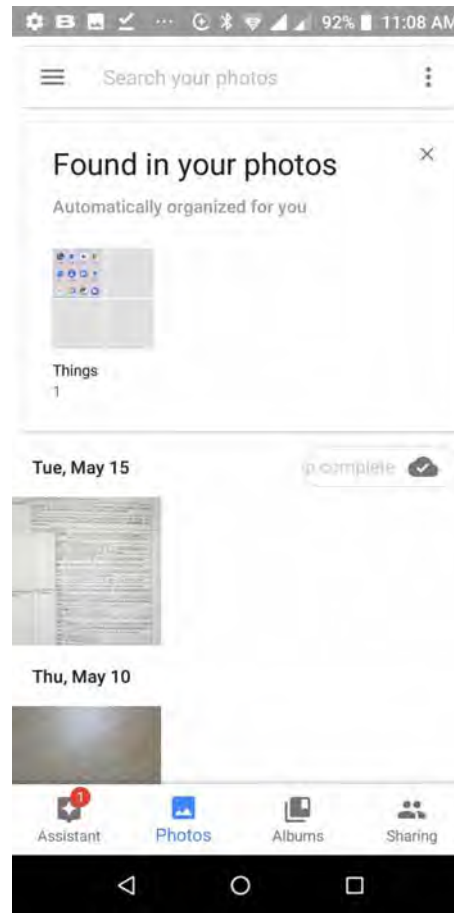 92% 11:08 AM
Search your photos
Found in your photos
Automatically organized for you
Things
1
Tue, May 15
p complete
Thu, May 10
1
Assistant
Photos
Albums
Sharing